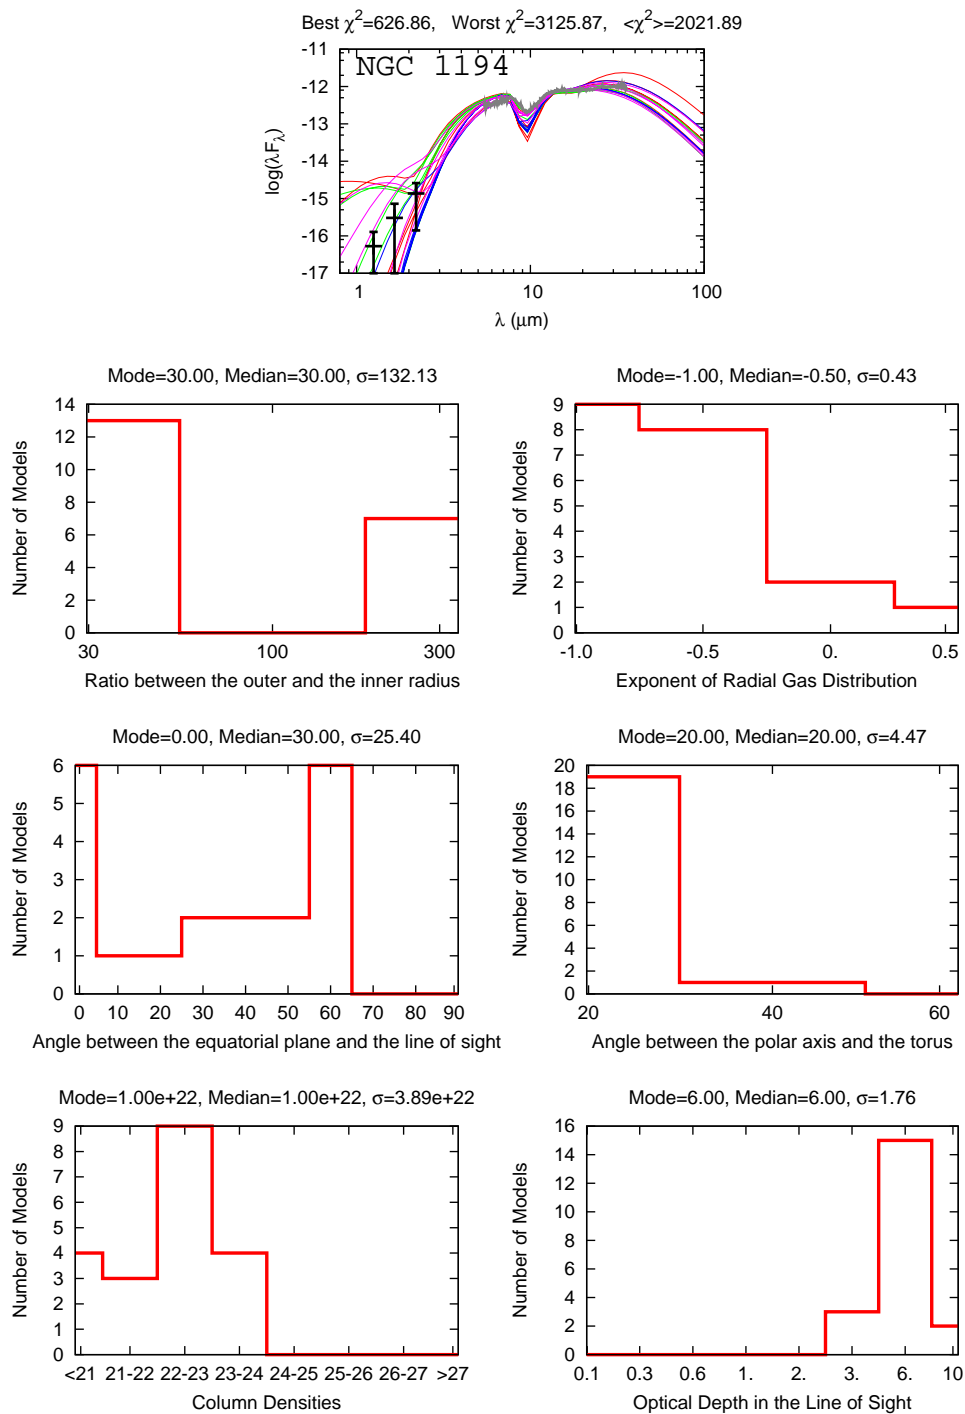 Best χ²=626.86, Worst χ²=3125.87, <χ²>=2021.89
-11
NGC 1194
-12
-13
-14
-15
-16
-17
log(λFλ)
1 10 100
λ (μm)
Mode=30.00, Median=30.00, σ=132.13
14
12
10
8
6
4
2
0
Number of Models
30 100 300
Ratio between the outer and the inner radius
Mode=-1.00, Median=-0.50, σ=0.43
9
8
7
6
5
4
3
2
1
0
Number of Models
-1.0 -0.5 0. 0.5
Exponent of Radial Gas Distribution
Mode=0.00, Median=30.00, σ=25.40
6
5
4
3
2
1
0
Number of Models
0 10 20 30 40 50 60 70 80 90
Angle between the equatorial plane and the line of sight
Mode=20.00, Median=20.00, σ=4.47
20
18
16
14
12
10
8
6
4
2
0
Number of Models
20 40 60
Angle between the polar axis and the torus
Mode=1.00e+22, Median=1.00e+22, σ=3.89e+22
9
8
7
6
5
4
3
2
1
0
Number of Models
<21 21-22 22-23 23-24 24-25 25-26 26-27 >27
Column Densities
Mode=6.00, Median=6.00, σ=1.76
16
14
12
10
8
6
4
2
0
Number of Models
0.1 0.3 0.6 1. 2. 3. 6. 10
Optical Depth in the Line of Sight